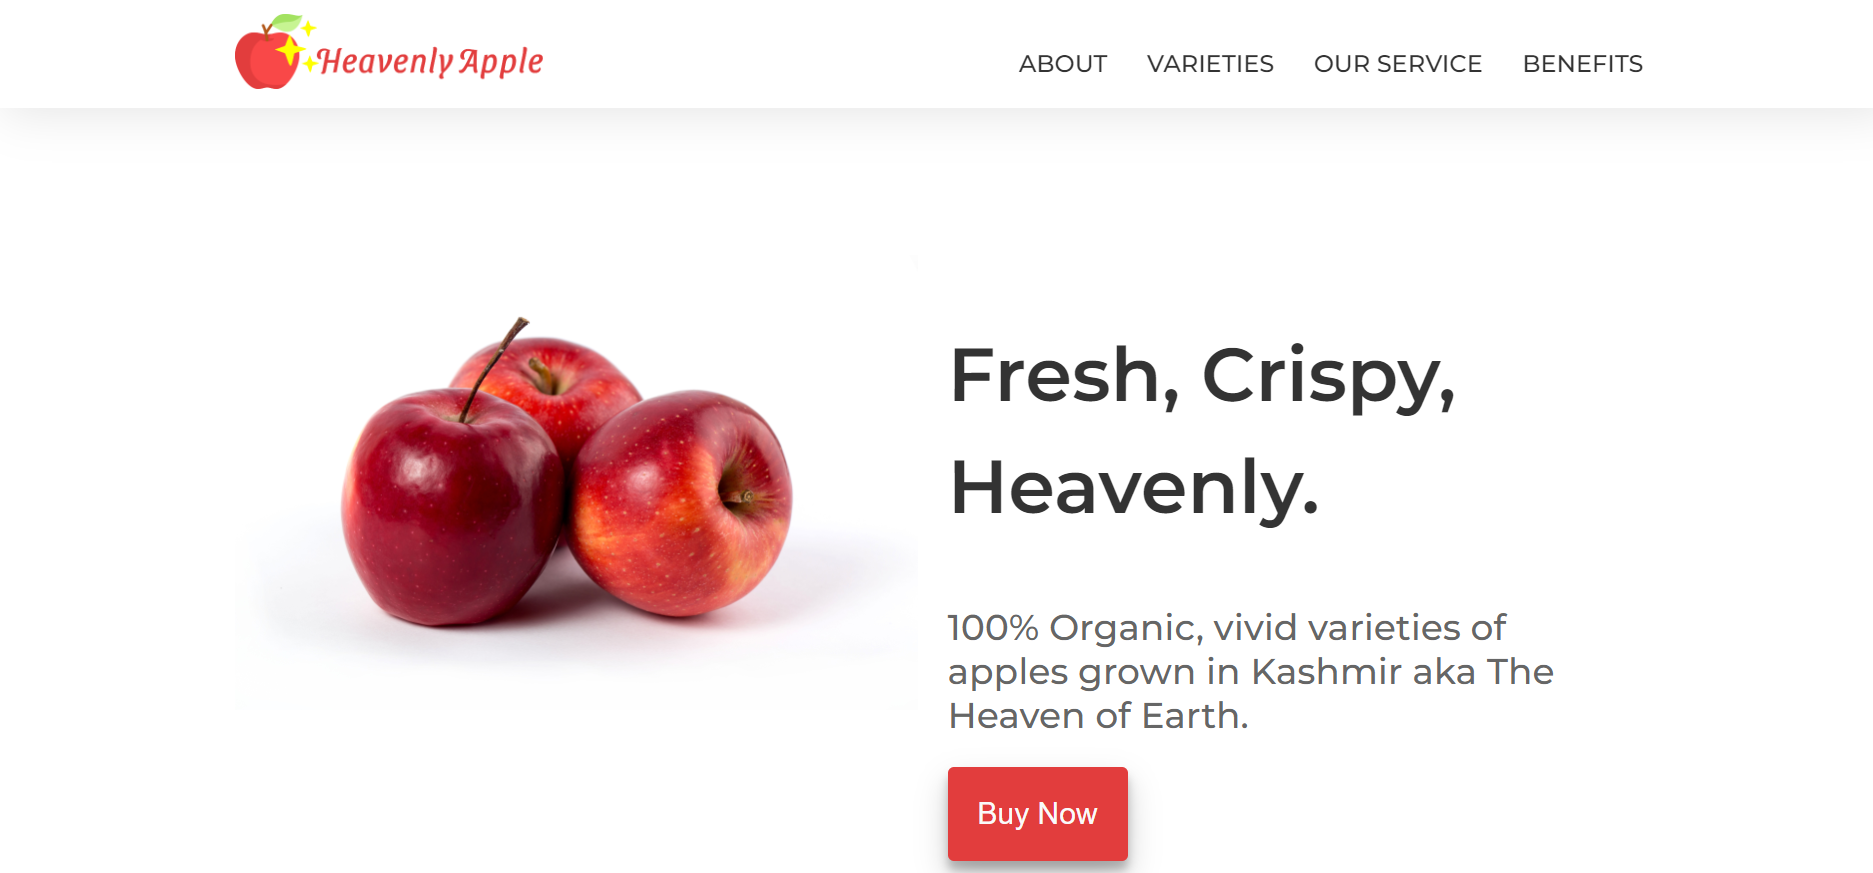 Heavenly Apple
ABOUT VARIETIES OUR SERVICE BENEFITS
Fresh, Crispy,
Heavenly.
100% Organic, vivid varieties of
apples grown in Kashmir aka The
Heaven of Earth.
Buy Now